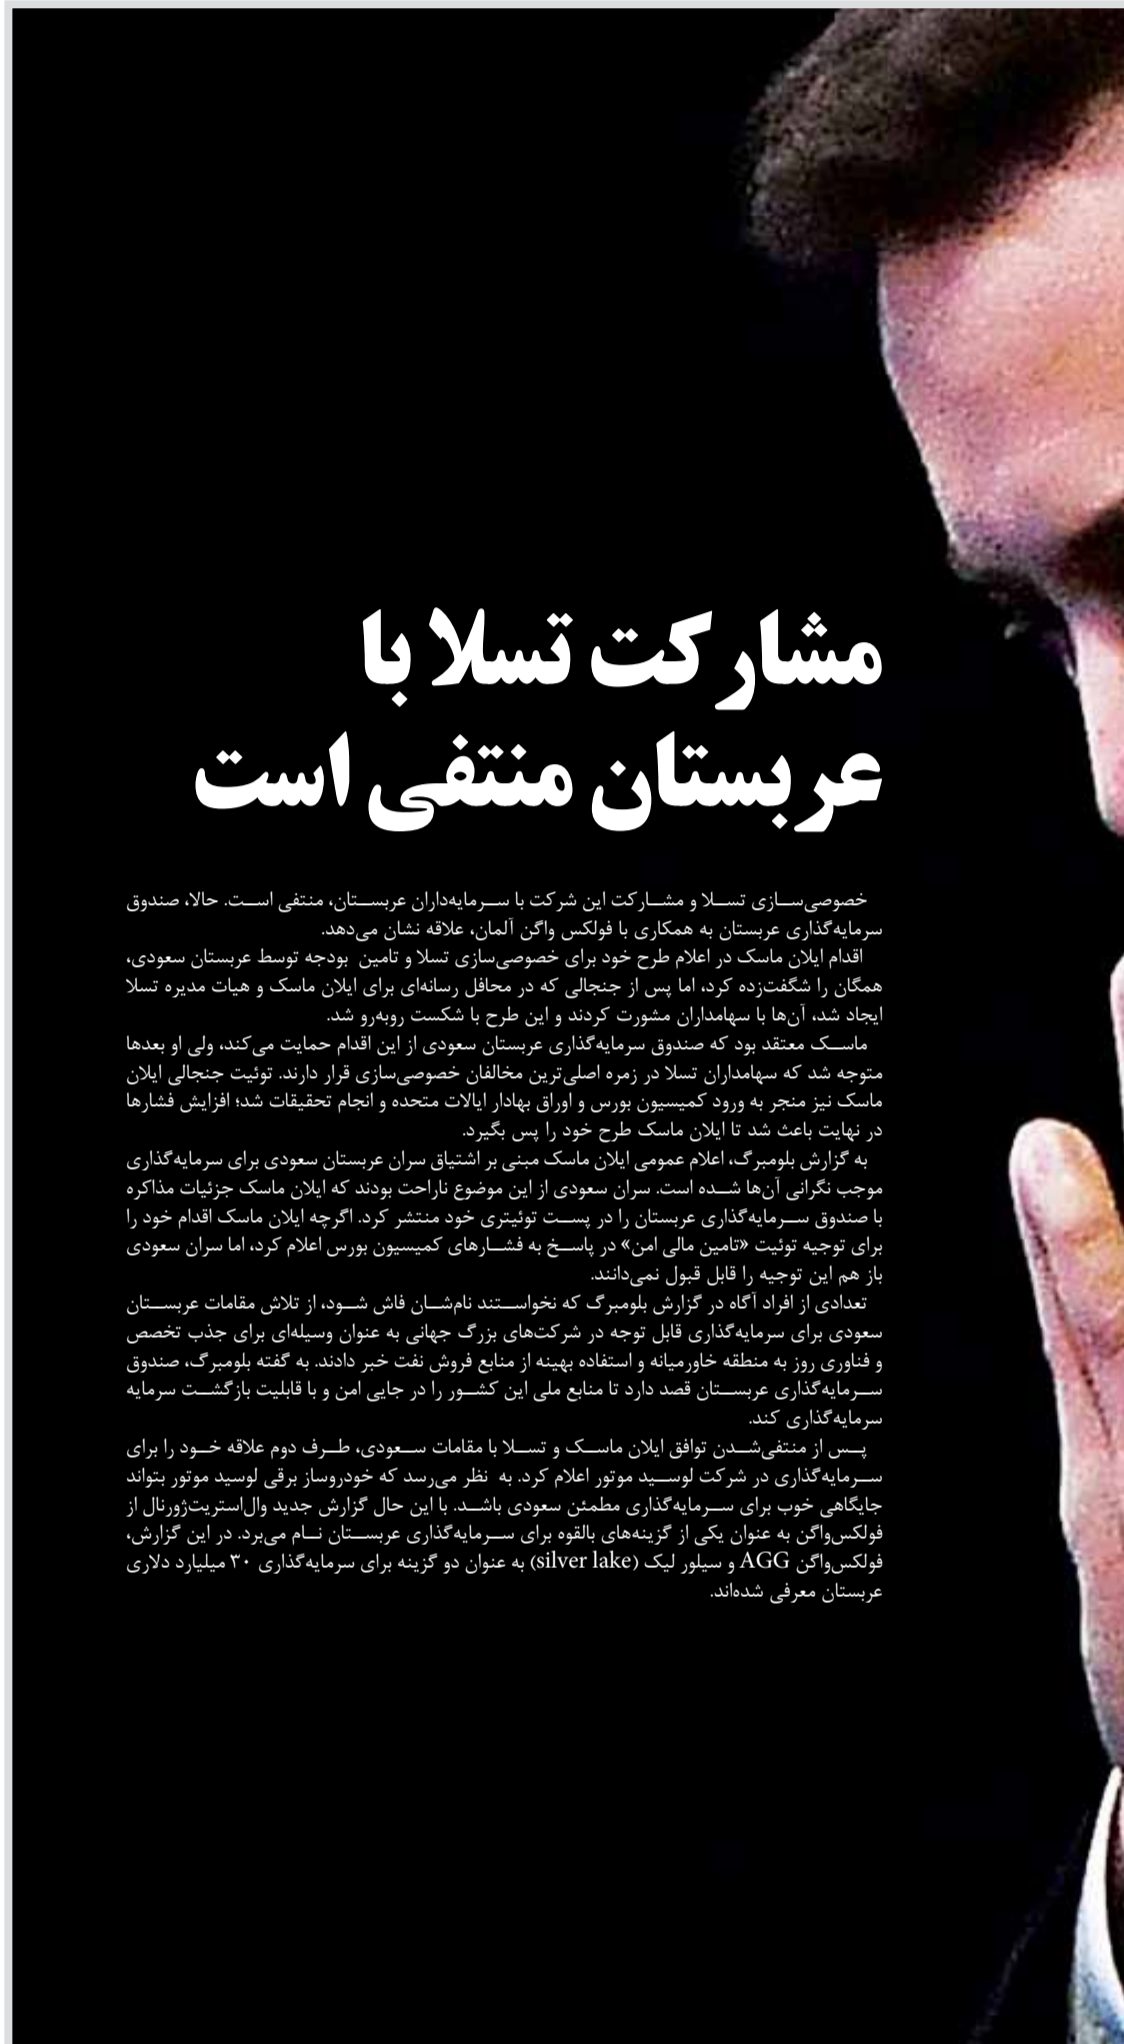 مشارکت تسلا با
عربستان منتفی است
خصوصی‌سازی تسلا و مشارکت این شرکت با سرمایه‌داران عربستان، منتفی است. حالا، صندوق
سرمایه‌گذاری عربستان به همکاری با فولکس واگن آلمان، علاقه نشان می‌دهد.
اقدام ایلان ماسک در اعلام طرح خود برای خصوصی‌سازی تسلا و تامین بودجه توسط عربستان سعودی،
همگان را شگفت‌زده کرد، اما پس از جنجالی که در محافل رسانه‌ای برای ایلان ماسک و هیات مدیره تسلا
ایجاد شد، آن‌ها با سهامداران مشورت کردند و این طرح با شکست روبه‌رو شد.
ماسک معتقد بود که صندوق سرمایه‌گذاری عربستان سعودی از این اقدام حمایت می‌کند، ولی او بعدها
متوجه شد که سهامداران تسلا در زمره اصلی‌ترین مخالفان خصوصی‌سازی قرار دارند. توئیت جنجالی ایلان
ماسک نیز منجر به ورود کمیسیون بورس و اوراق بهادار ایالات متحده و انجام تحقیقات شد؛ افزایش فشارها
در نهایت باعث شد تا ایلان ماسک طرح خود را پس بگیرد.
به گزارش بلومبرگ، اعلام عمومی ایلان ماسک مبنی بر اشتیاق سران عربستان سعودی برای سرمایه‌گذاری
موجب نگرانی آن‌ها شده است. سران سعودی از این موضوع ناراحت بودند که ایلان ماسک جزئیات مذاکره
با صندوق سرمایه‌گذاری عربستان را در پست توئیتری خود منتشر کرد. اگرچه ایلان ماسک اقدام خود را
برای توجیه توئیت «تامین مالی امن» در پاسخ به فشارهای کمیسیون بورس اعلام کرد، اما سران سعودی
باز هم این توجیه را قابل قبول نمی‌دانند.
تعدادی از افراد آگاه در گزارش بلومبرگ که نخواستند نام‌شان فاش شود، از تلاش مقامات عربستان
سعودی برای سرمایه‌گذاری قابل توجه در شرکت‌های بزرگ جهانی به عنوان وسیله‌ای برای جذب تخصص
و فناوری روز به منطقه خاورمیانه و استفاده بهینه از منابع فروش نفت خبر دادند. به گفته بلومبرگ، صندوق
سرمایه‌گذاری عربستان قصد دارد تا منابع ملی این کشور را در جایی امن و با قابلیت بازگشت سرمایه
سرمایه‌گذاری کند.
پس از منتفی‌شدن توافق ایلان ماسک و تسلا با مقامات سعودی، طرف دوم علاقه خود را برای
سرمایه‌گذاری در شرکت لوسید موتور اعلام کرد. به نظر می‌رسد که خودروساز برقی لوسید موتور بتواند
جایگاهی خوب برای سرمایه‌گذاری مطمئن سعودی باشد. با این حال گزارش جدید وال‌استریت‌ژورنال از
فولکس‌واگن به عنوان یکی از گزینه‌های بالقوه برای سرمایه‌گذاری عربستان نام می‌برد. در این گزارش،
فولکس‌واگن AGG و سیلور لیک (silver lake) به عنوان دو گزینه برای سرمایه‌گذاری ۳۰ میلیارد دلاری
عربستان معرفی شده‌اند.